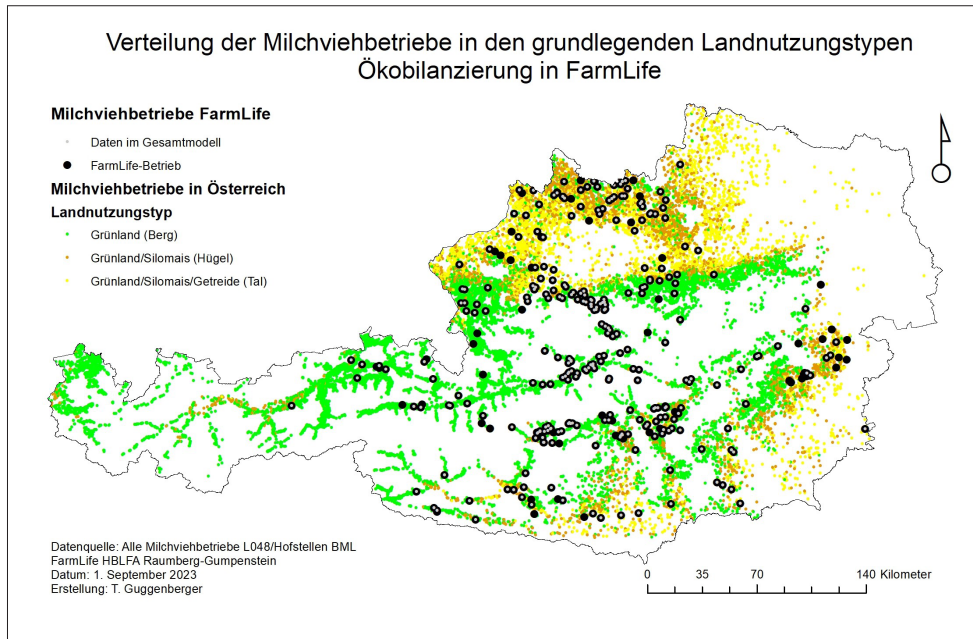 Verteilung der Milchviehbetriebe in den grundlegenden Landnutzungstypen
Ökobilanzierung in FarmLife
Milchviehbetriebe FarmLife
Daten im Gesamtmodell
FarmLife-Betrieb
Milchviehbetriebe in Österreich
Landnutzungstyp
Grünland (Berg)
Grünland/Silomais (Hügel)
Grünland/Silomais/Getreide (Tal)
Datenquelle: Alle Milchviehbetriebe L048/Hofstellen BML
FarmLife HBLFA Raumberg-Gumpenstein
Datum: 1. September 2023
Erstellung: T. Guggenberger
0 35 70 140 Kilometer